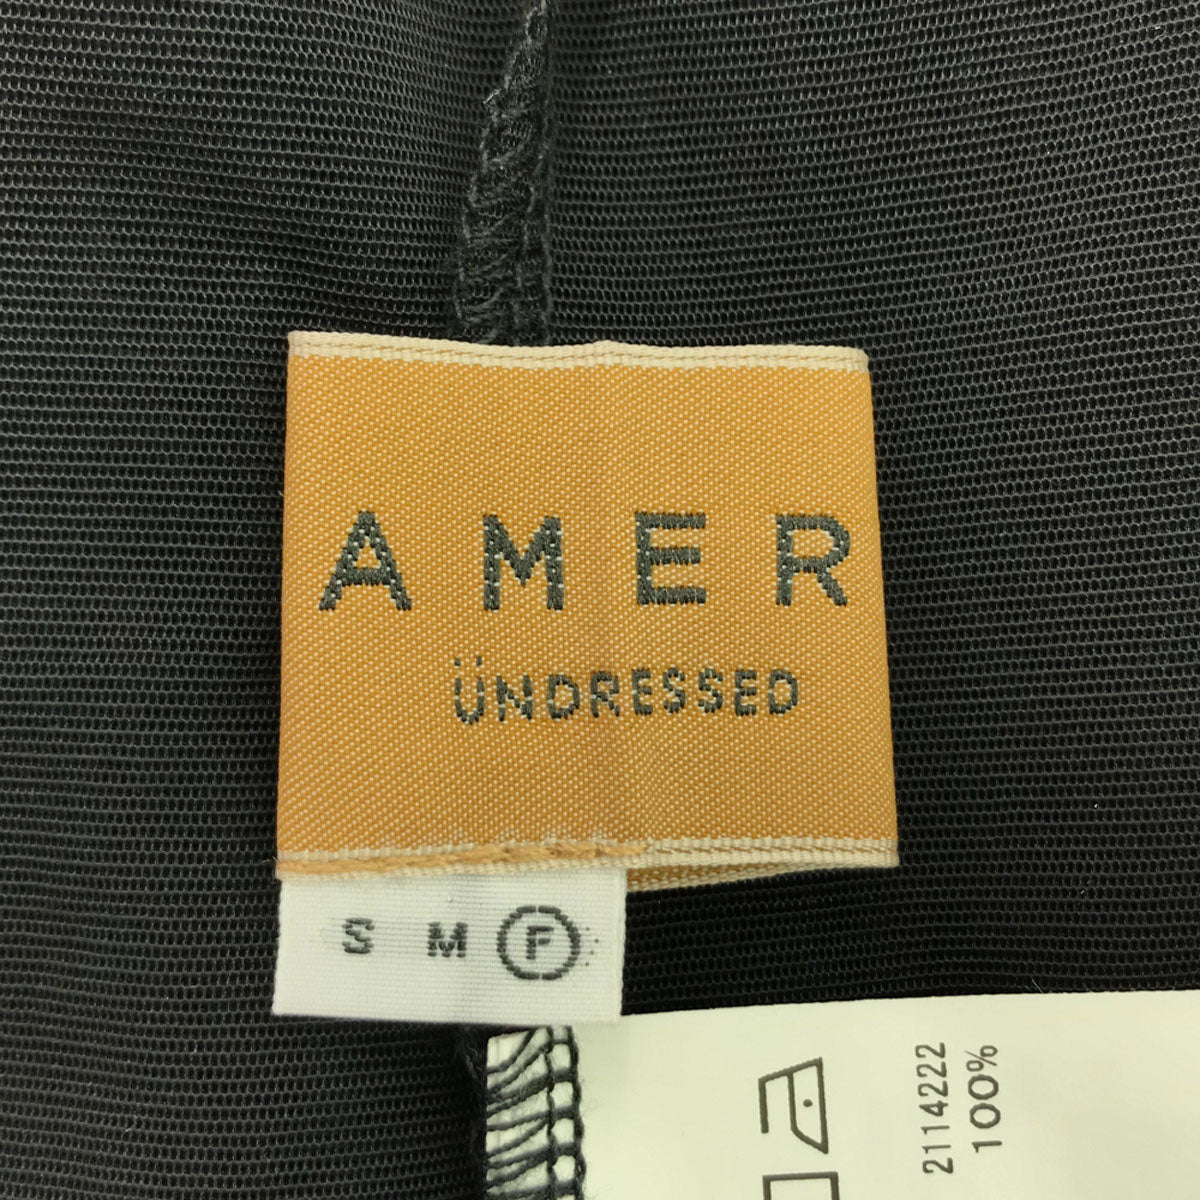 AMER
ÜNDRESSED
S M F
2114222
100%